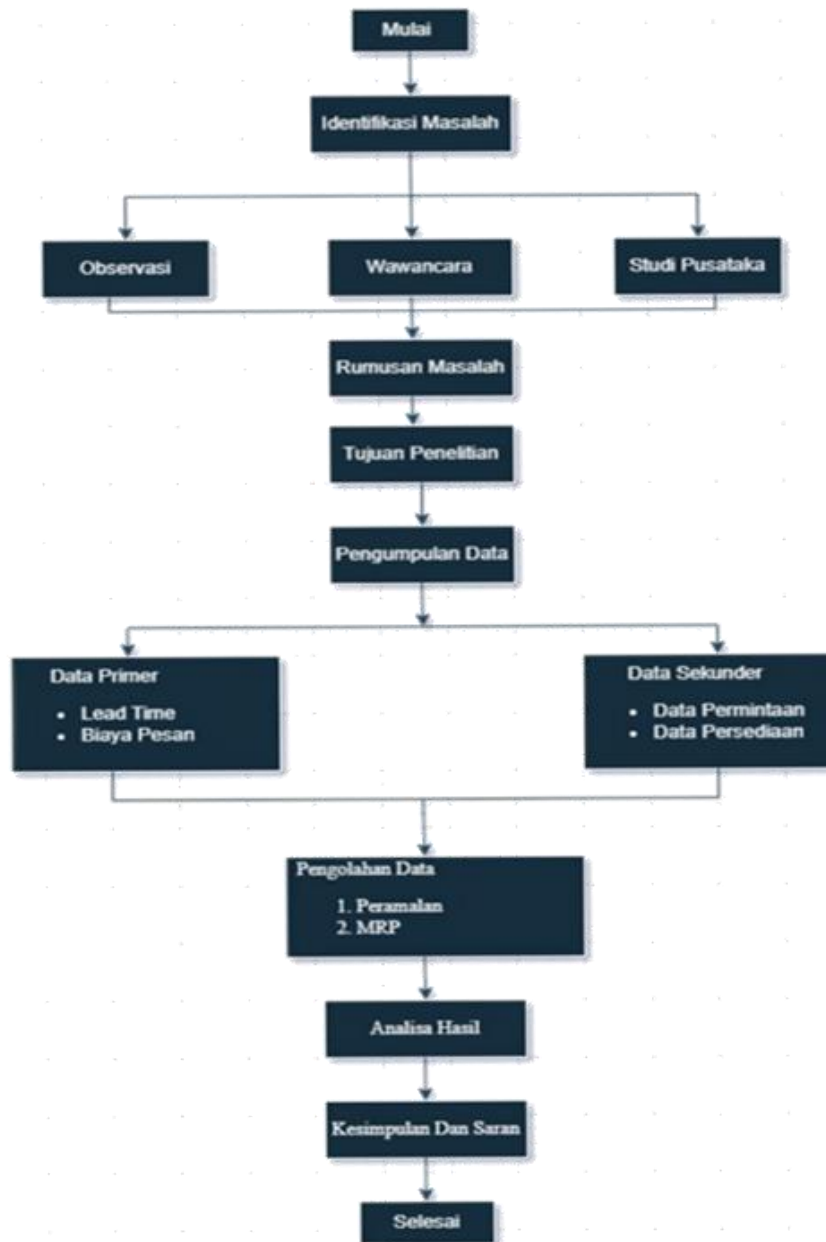 Mulai
Identifikasi Masalah
Observasi
Wawancara
Studi Pusataka
Rumusan Masalah
Tujuan Penelitian
Pengumpulan Data
Data Primer
• Lead Time
• Biaya Pesan
Data Sekunder
• Data Permintaan
• Data Persediaan
Pengolahan Data
1. Peramalan
2. MRP
Analisa Hasil
Kesimpulan Dan Saran
Selesai